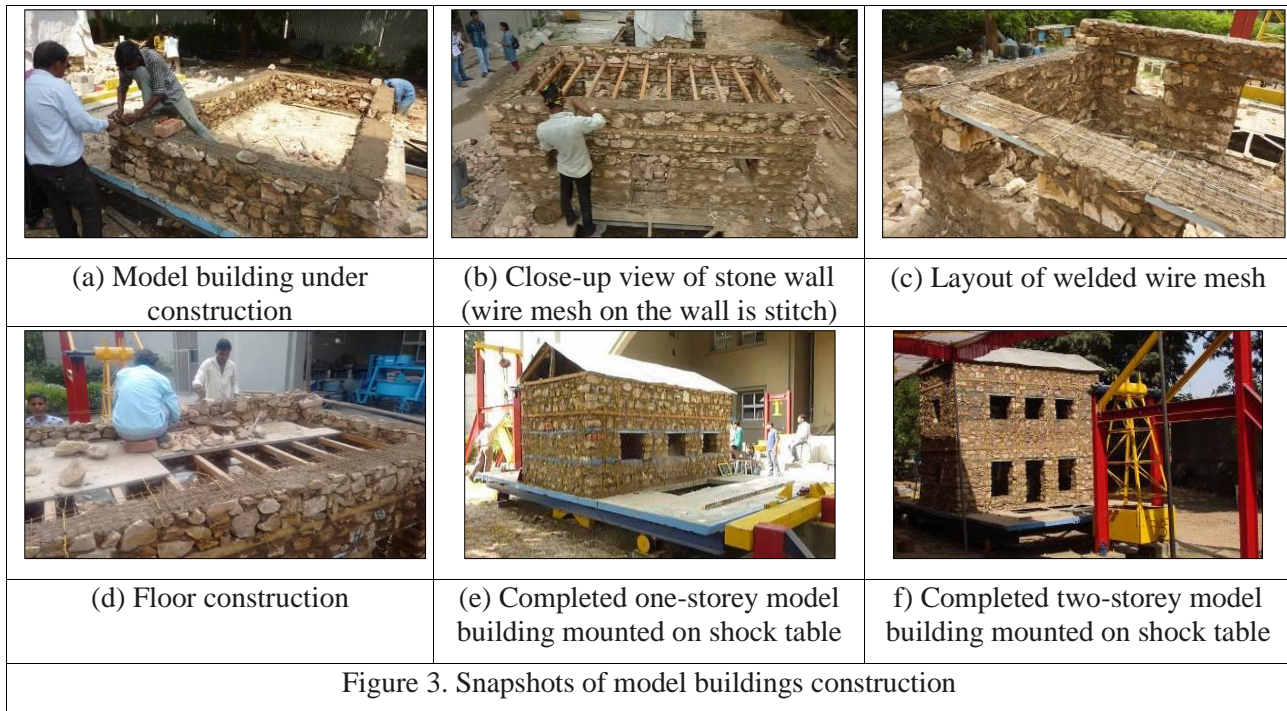 (a) Model building under
construction
(b) Close-up view of stone wall
(wire mesh on the wall is stitch)
(c) Layout of welded wire mesh
(d) Floor construction
(e) Completed one-storey model
building mounted on shock table
f) Completed two-storey model
building mounted on shock table
Figure 3. Snapshots of model buildings construction